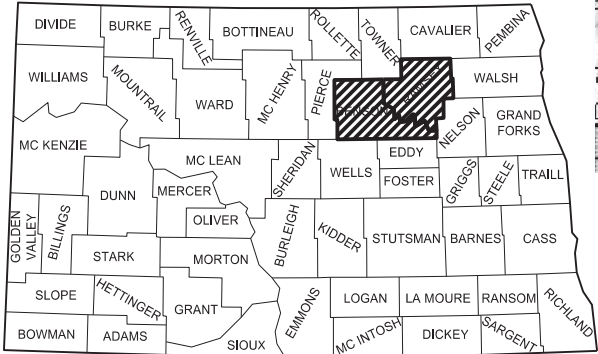 DIVIDE
BURKE
RENVILLE
BOTTINEAU
ROLLETTE
TOWNER
CAVALIER
PEMBINA
WILLIAMS
MOUNTRAIL
WARD
MC HENRY
PIERCE
BENSON
RAMSEY
WALSH
MC KENZIE
MC LEAN
SHERIDAN
WELLS
EDDY
FOSTER
NELSON
GRAND
FORKS
DUNN
MERCER
OLIVER
GRIGGS
STEELE
TRAILL
GOLDEN
VALLEY
BILLINGS
STARK
MORTON
BURLEIGH
KIDDER
STUTSMAN
BARNES
CASS
SLOPE
HETTINGER
GRANT
EMMONS
LOGAN
LA MOURE
RANSOM
RICHLAND
BOWMAN
ADAMS
SIOUX
MC INTOSH
DICKEY
SARGENT